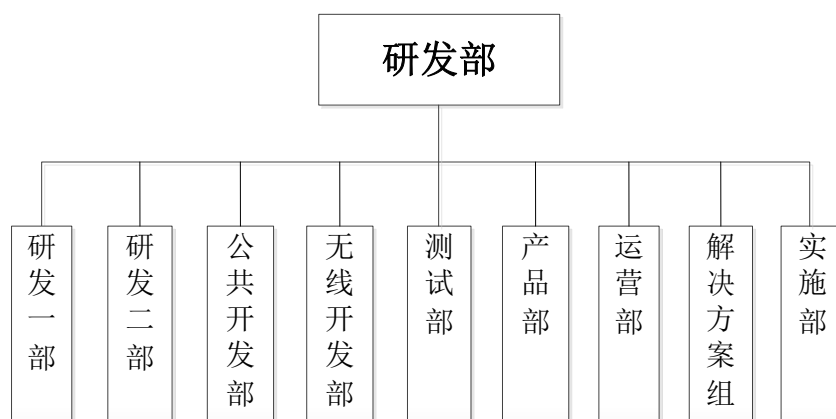 研发部
研发一部
研发二部
公共开发部
无线开发部
测试部
产品部
运营部
解决方案组
实施部